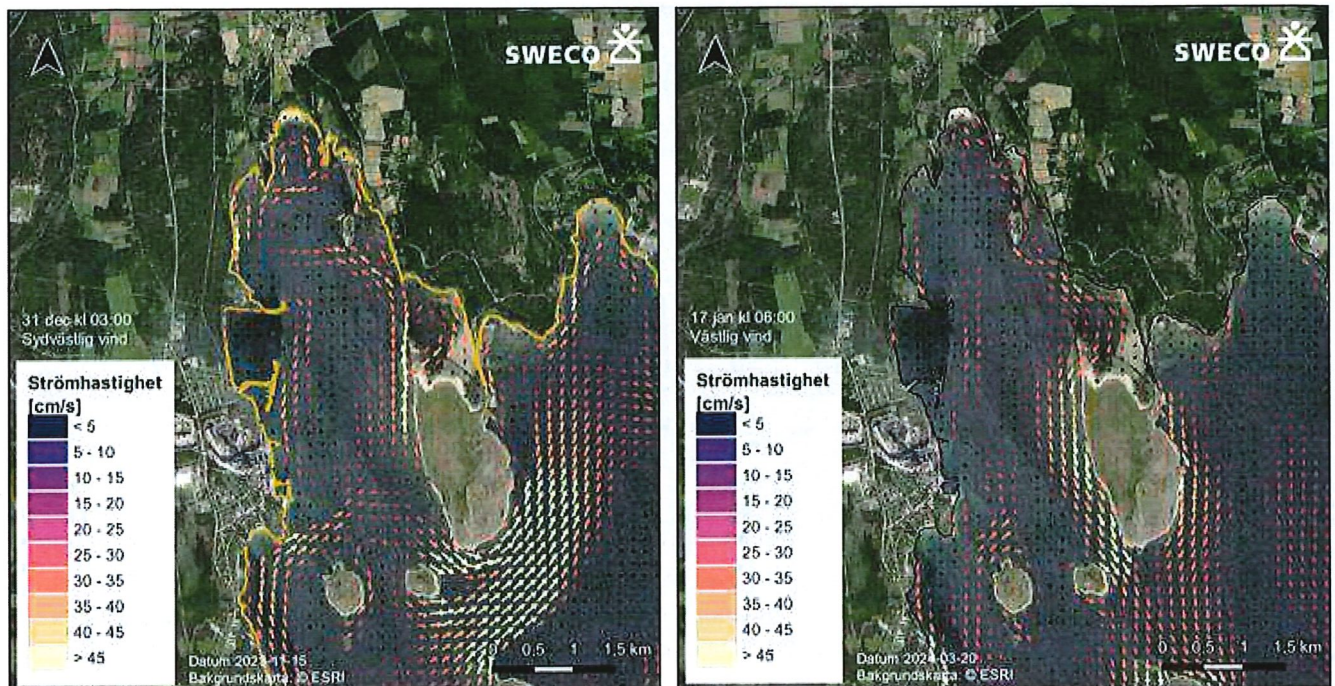 SWECO
31 dec kl 03:00
Sydvästlig vind
Strömhastighet
[cm/s]
< 5
5 - 10
10 - 15
15 - 20
20 - 25
25 - 30
30 - 35
35 - 40
40 - 45
> 45
0 0.5 1 1.5 km
Datum 2023-11-15
Bakgrundskarta: © ESRI
SWECO
17 jan kl 06:00
Västlig vind
Strömhastighet
[cm/s]
< 5
5 - 10
10 - 15
15 - 20
20 - 25
25 - 30
30 - 35
35 - 40
40 - 45
> 45
0 0.5 1 1.5 km
Datum 2024-03-20
Bakgrundskarta: © ESRI